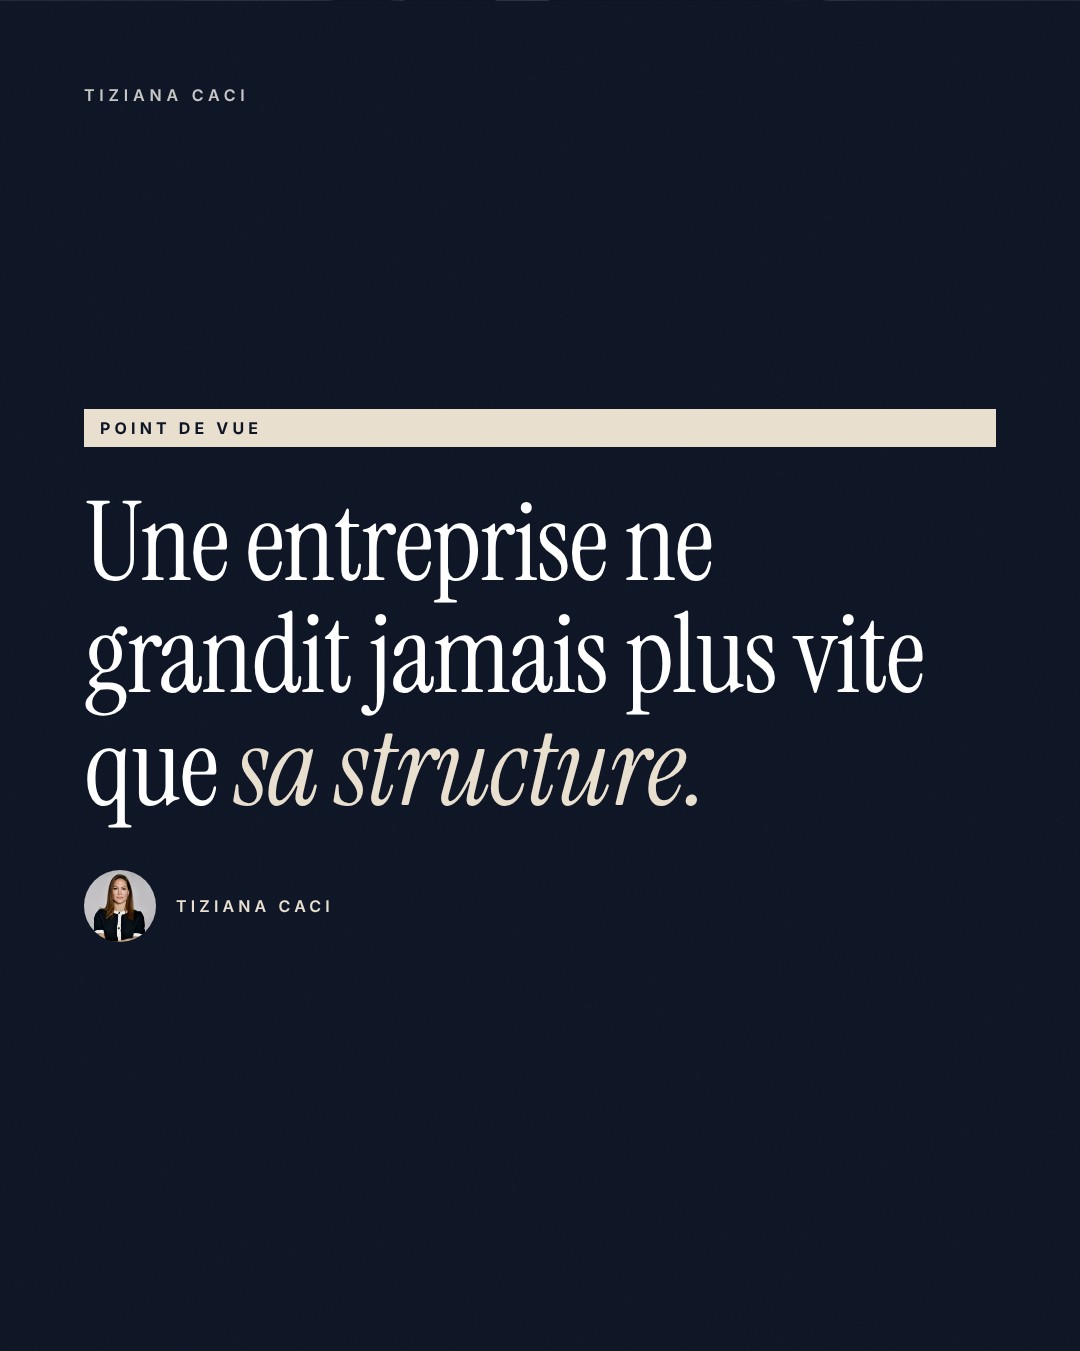 TIZIANA CACI
POINT DE VUE
Une entreprise ne
grandit jamais plus vite
que sa structure.
TIZIANA CACI